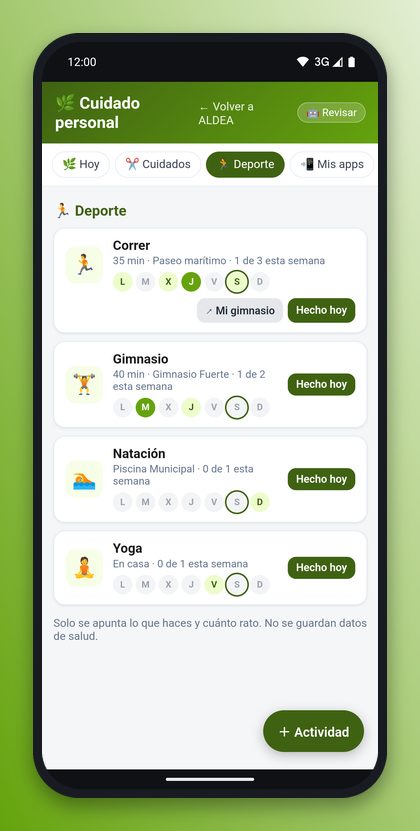 12:00
3G
🌿 Cuidado
personal
← Volver a
ALDEA
🤖 Revisar
🌿 Hoy
✂️ Cuidados
🏃 Deporte
📲 Mis apps
🏃 Deporte
Correr
35 min · Paseo marítimo · 1 de 3 esta semana
L M X J V S D
↗ Mi gimnasio
Hecho hoy
Gimnasio
40 min · Gimnasio Fuerte · 1 de 2
esta semana
L M X J V S D
Hecho hoy
Natación
Piscina Municipal · 0 de 1 esta
semana
L M X J V S D
Hecho hoy
Yoga
En casa · 0 de 1 esta semana
L M X J V S D
Hecho hoy
Solo se apunta lo que haces y cuánto rato. No se guardan datos
de salud.
+ Actividad